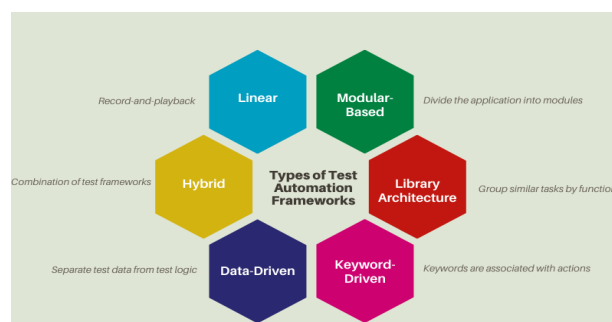 Linear
Modular-
Based
Record-and-playback
Divide the application into modules
Combination of test frameworks
Hybrid
Types of Test
Automation
Frameworks
Library
Architecture
Group similar tasks by function
Separate test data from test logic
Data-Driven
Keyword-
Driven
Keywords are associated with actions